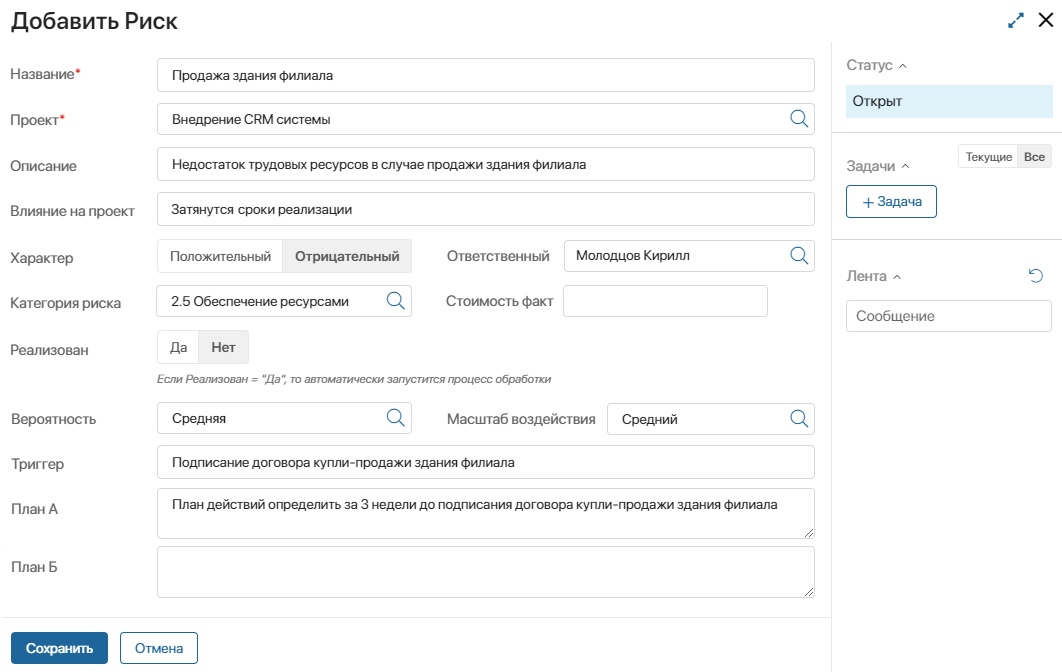 Добавить Риск
Название*
Продажа здания филиала
Проект*
Внедрение CRM системы
Описание
Недостаток трудовых ресурсов в случае продажи здания филиала
Влияние на проект
Затянутся сроки реализации
Характер
Положительный Отрицательный
Ответственный
Молодцов Кирилл
Категория риска
2.5 Обеспечение ресурсами
Стоимость факт
Реализован
Да Нет
Если Реализован = "Да", то автоматически запустится процесс обработки
Вероятность
Средняя
Масштаб воздействия
Средний
Триггер
Подписание договора купли-продажи здания филиала
План А
План действий определить за 3 недели до подписания договора купли-продажи здания филиала
План Б
Сохранить
Отмена
Статус
Открыт
Задачи
Текущие Все
+ Задача
Лента
Сообщение